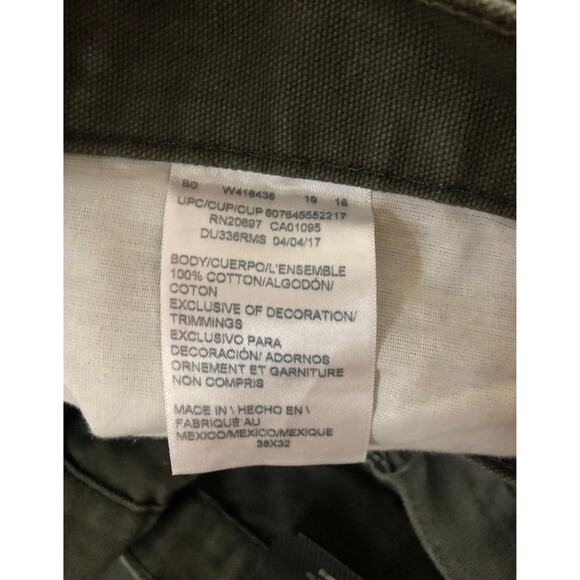 80 W416436 10 16
UPC/CUP/CUP 607645552217
RN20697 CA01095
DU336RMS 04/04/17
BODY/CUERPO/L'ENSEMBLE
100% COTTON/ALGODÓN/
COTON
EXCLUSIVE OF DECORATION/
TRIMMINGS
EXCLUSIVO PARA
DECORACIÓN/ ADORNOS
ORNEMENT ET GARNITURE
NON COMPRIS
MADE IN \ HECHO EN \
FABRIQUÉ AU
MEXICO/MEXICO/MEXIQUE
38X32